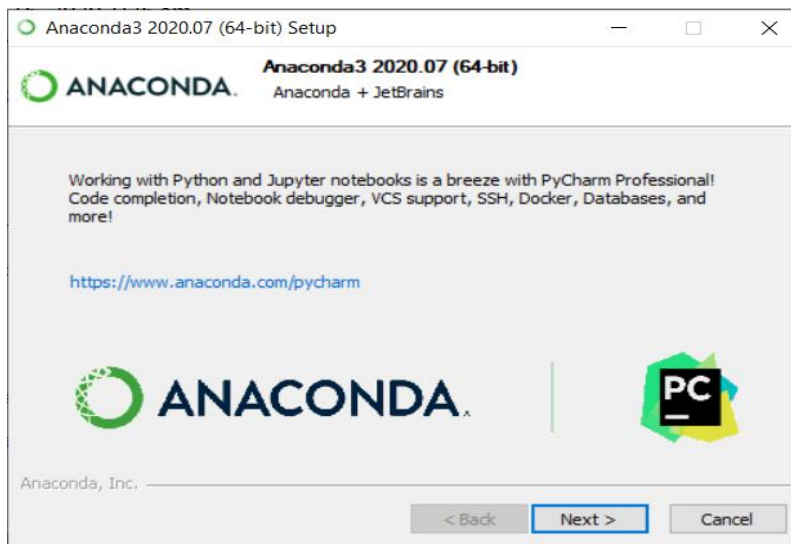 Anaconda3 2020.07 (64-bit) Setup
ANACONDA.
Anaconda3 2020.07 (64-bit)
Anaconda + JetBrains
Working with Python and Jupyter notebooks is a breeze with PyCharm Professional!
Code completion, Notebook debugger, VCS support, SSH, Docker, Databases, and
more!
https://www.anaconda.com/pycharm
ANACONDA.
PC
Anaconda, Inc.
< Back
Next >
Cancel